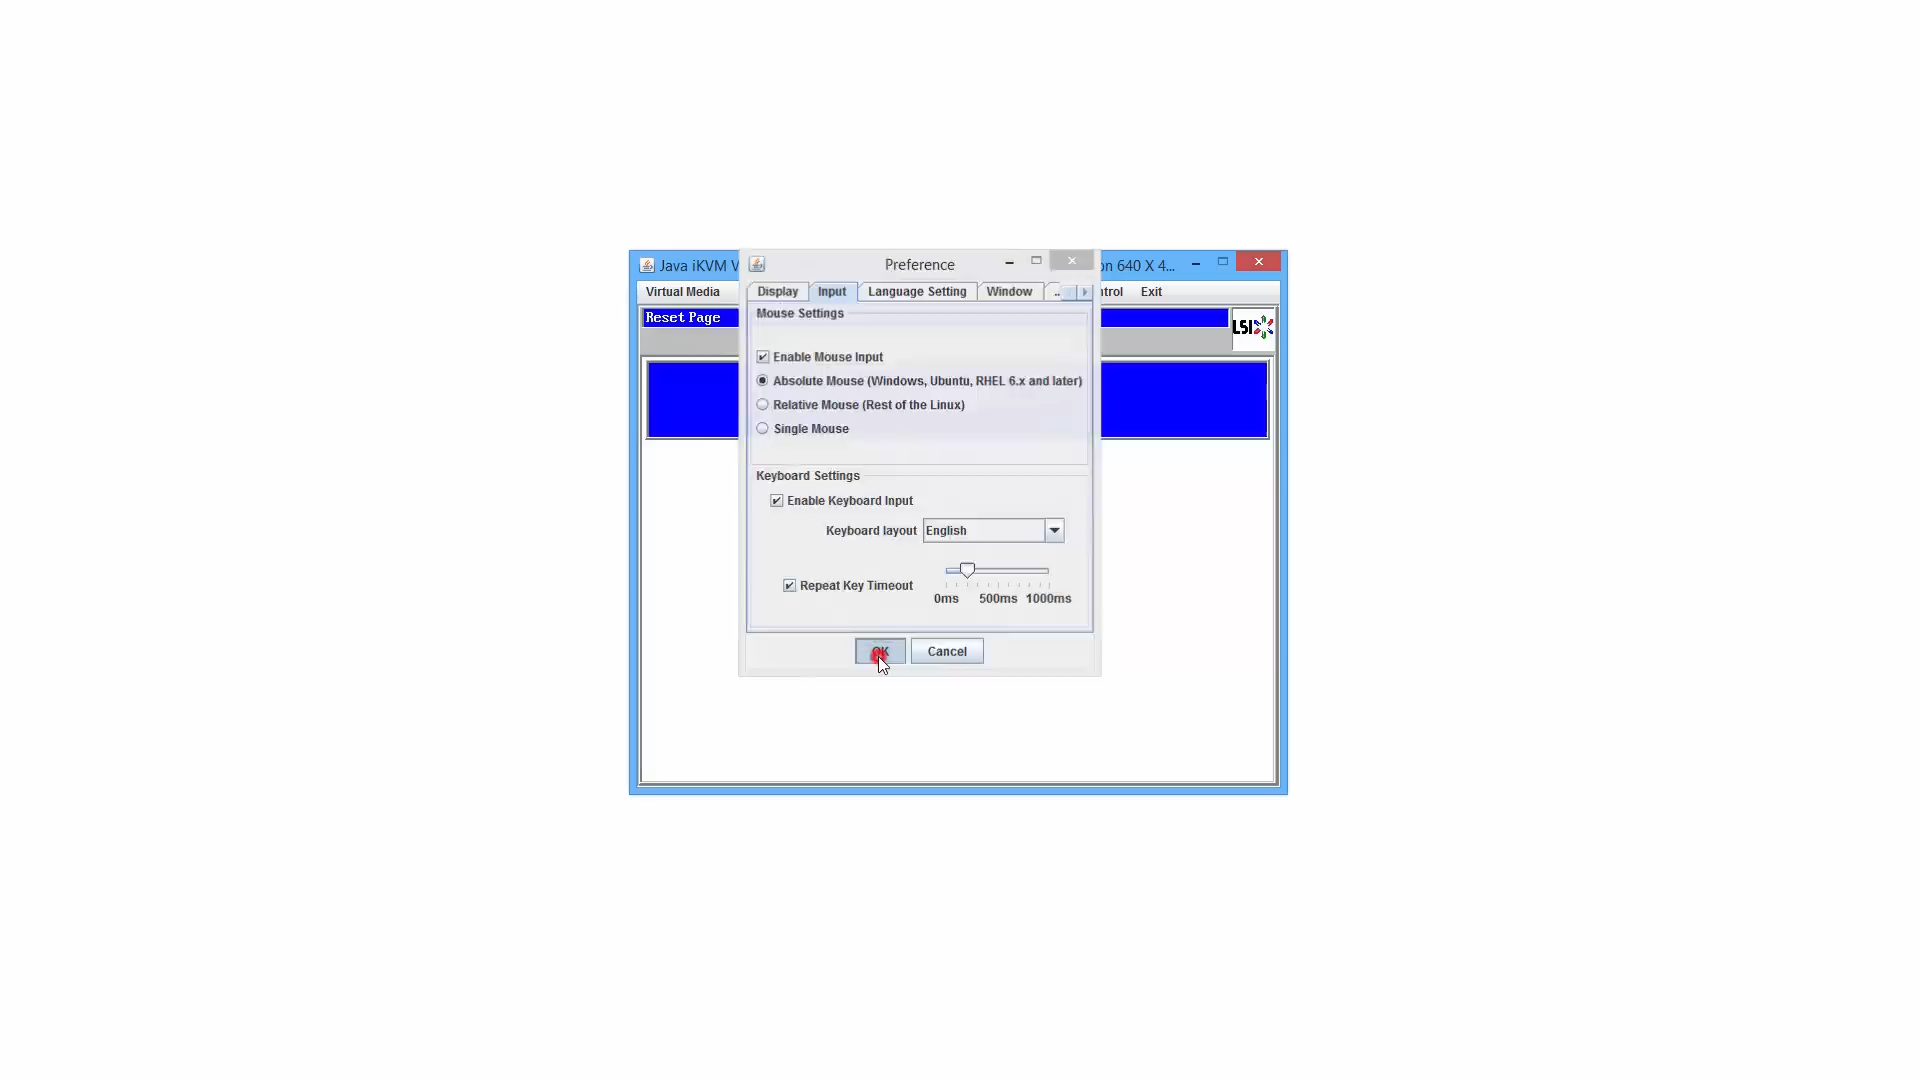 Java iKVM V
Preference
on 640 X 4...
Virtual Media
Display
Input
Language Setting
Window
..
ntrol
Exit
Reset Page
LSI
Mouse Settings
Enable Mouse Input
Absolute Mouse (Windows, Ubuntu, RHEL 6.x and later)
Relative Mouse (Rest of the Linux)
Single Mouse
Keyboard Settings
Enable Keyboard Input
Keyboard layout English
Repeat Key Timeout
0ms 500ms 1000ms
OK
Cancel